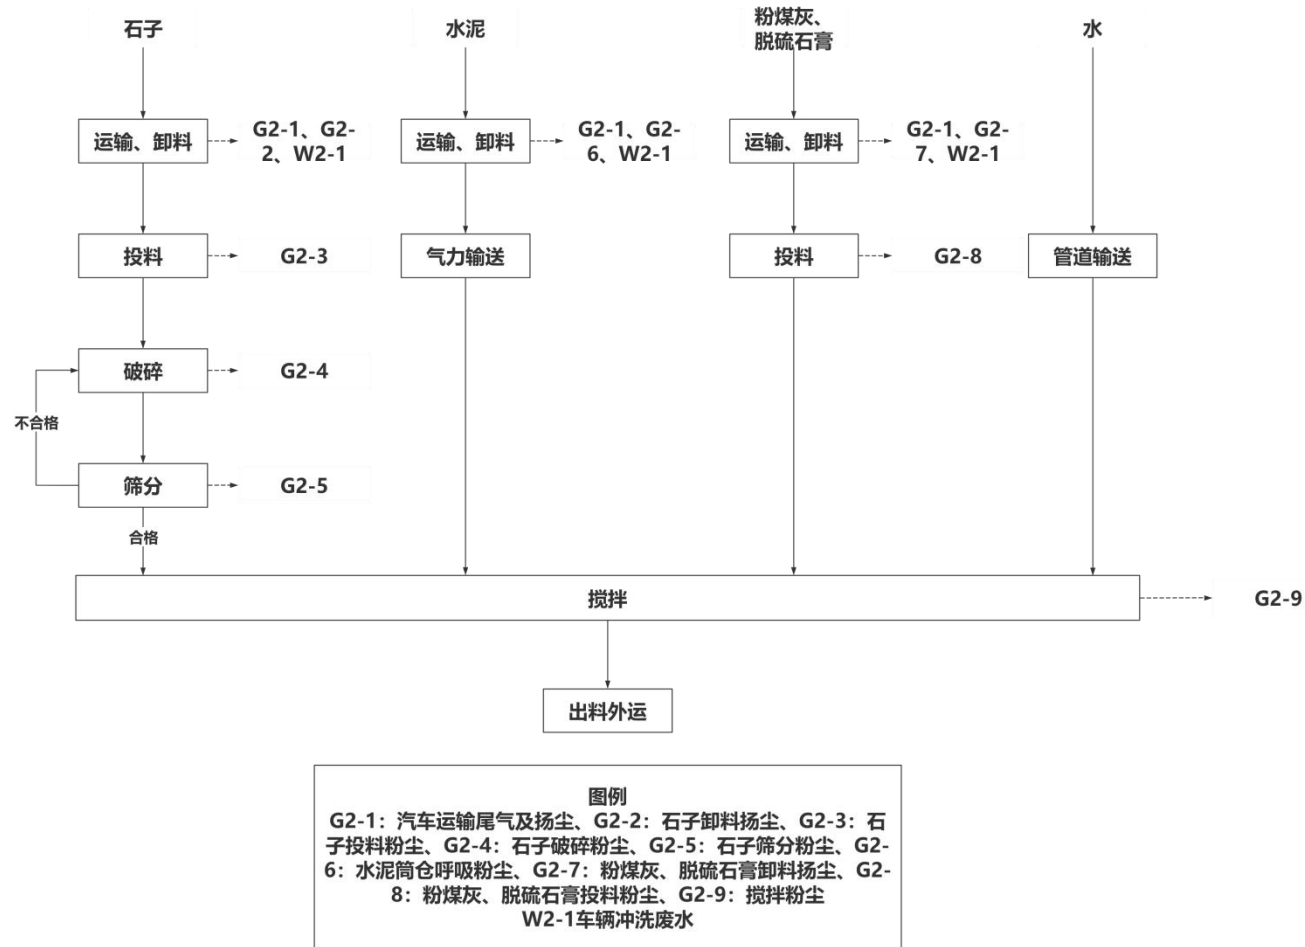 石子
水泥
粉煤灰、
脱硫石膏
水
运输、卸料
G2-1、G2-
2、W2-1
运输、卸料
G2-1、G2-
6、W2-1
运输、卸料
G2-1、G2-
7、W2-1
投料
G2-3
气力输送
投料
G2-8
管道输送
破碎
G2-4
不合格
筛分
G2-5
合格
搅拌
G2-9
出料外运
图例
G2-1：汽车运输尾气及扬尘、G2-2：石子卸料扬尘、G2-3：石
子投料粉尘、G2-4：石子破碎粉尘、G2-5：石子筛分粉尘、G2-
6：水泥筒仓呼吸粉尘、G2-7：粉煤灰、脱硫石膏卸料扬尘、G2-
8：粉煤灰、脱硫石膏投料粉尘、G2-9：搅拌粉尘
W2-1车辆冲洗废水